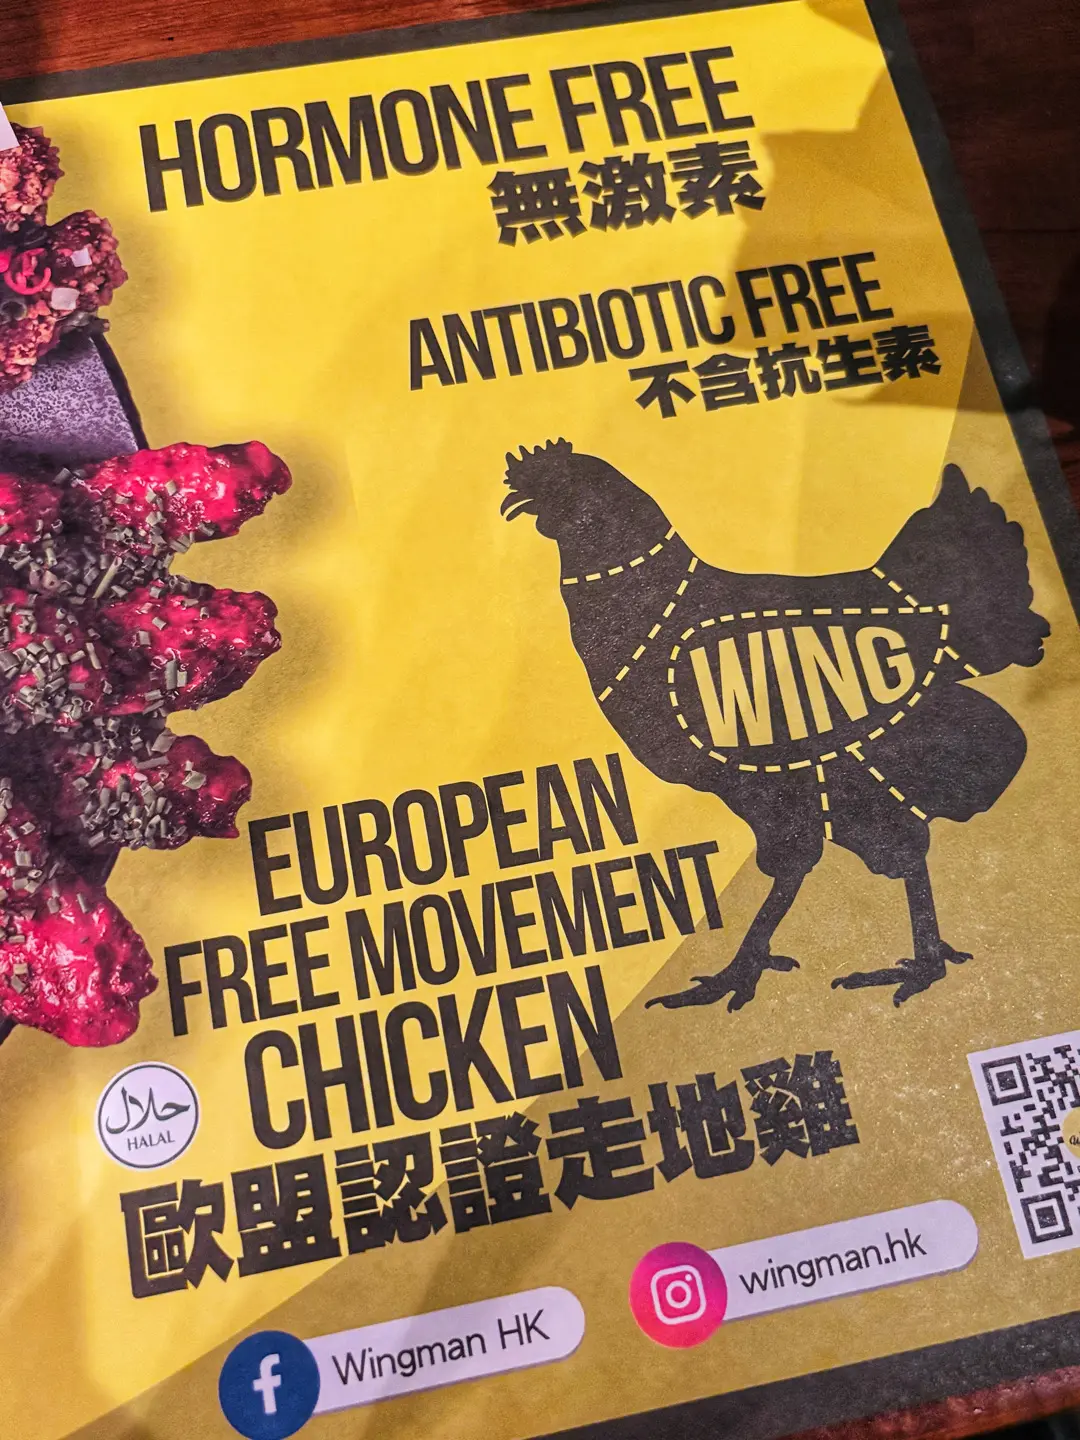 HORMONE FREE
無激素
ANTIBIOTIC FREE
不含抗生素
WING
EUROPEAN
FREE MOVEMENT
CHICKEN
حلال
HALAL
歐盟認證走地雞
wingman.hk
Wingman HK